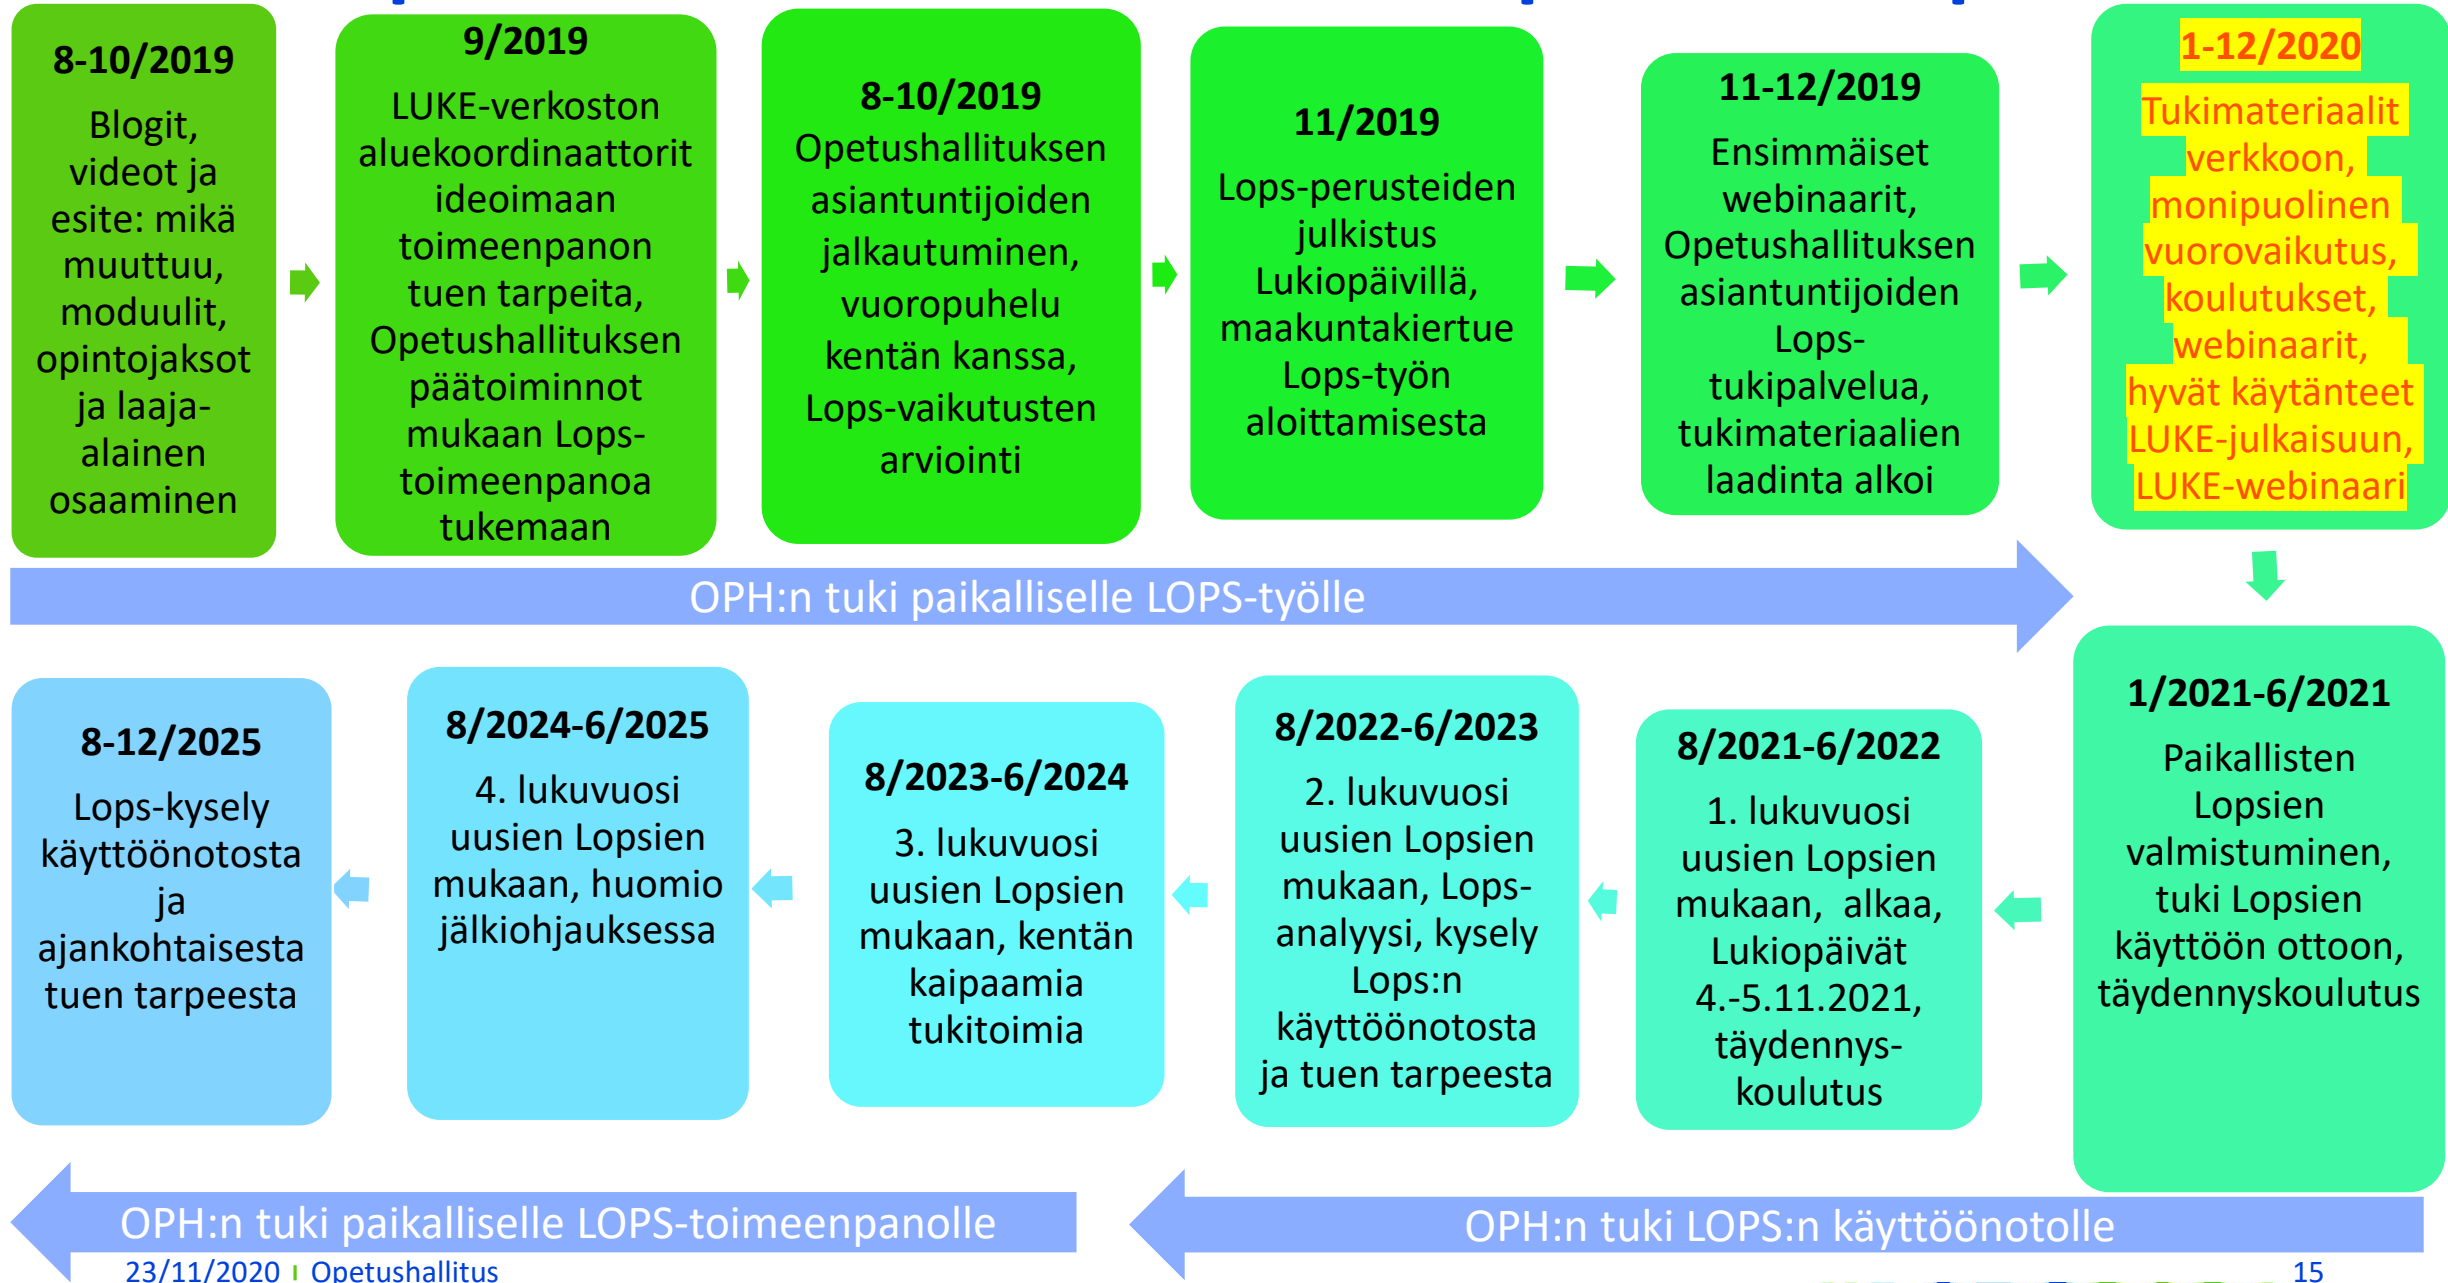 8-10/2019
Blogit,
videot ja
esite: mikä
muuttuu,
moduulit,
opintojaksot
ja laaja-
alainen
osaaminen
9/2019
LUKE-verkoston
aluekoordinaattorit
ideoimaan
toimeenpanon
tuen tarpeita,
Opetushallituksen
päätoiminnot
mukaan Lops-
toimeenpanoa
tukemaan
8-10/2019
Opetushallituksen
asiantuntijoiden
jalkautuminen,
vuoropuhelu
kentän kanssa,
Lops-vaikutusten
arviointi
11/2019
Lops-perusteiden
julkistus
Lukiopäivillä,
maakuntakiertue
Lops-työn
aloittamisesta
11-12/2019
Ensimmäiset
webinaarit,
Opetushallituksen
asiantuntijoiden
Lops-
tukipalvelua,
tukimateriaalien
laadinta alkoi
1-12/2020
Tukimateriaalit
verkkoon,
monipuolinen
vuorovaikutus,
koulutukset,
webinaarit,
hyvät käytänteet
LUKE-julkaisuun,
LUKE-webinaari
OPH:n tuki paikalliselle LOPS-työlle
1/2021-6/2021
Paikallisten
Lopsien
valmistuminen,
tuki Lopsien
käyttöön ottoon,
täydennyskoulutus
8/2021-6/2022
1. lukuvuosi
uusien Lopsien
mukaan, alkaa,
Lukiopäivät
4.-5.11.2021,
täydennys-
koulutus
8/2022-6/2023
2. lukuvuosi
uusien Lopsien
mukaan, Lops-
analyysi, kysely
Lops:n
käyttöönotosta
ja tuen tarpeesta
8/2023-6/2024
3. lukuvuosi
uusien Lopsien
mukaan, kentän
kaipaamia
tukitoimia
8/2024-6/2025
4. lukuvuosi
uusien Lopsien
mukaan, huomio
jälkiohjauksessa
8-12/2025
Lops-kysely
käyttöönotosta
ja
ajankohtaisesta
tuen tarpeesta
OPH:n tuki paikalliselle LOPS-toimeenpanolle
OPH:n tuki LOPS:n käyttöönotolle
23/11/2020 Opetushallitus
15